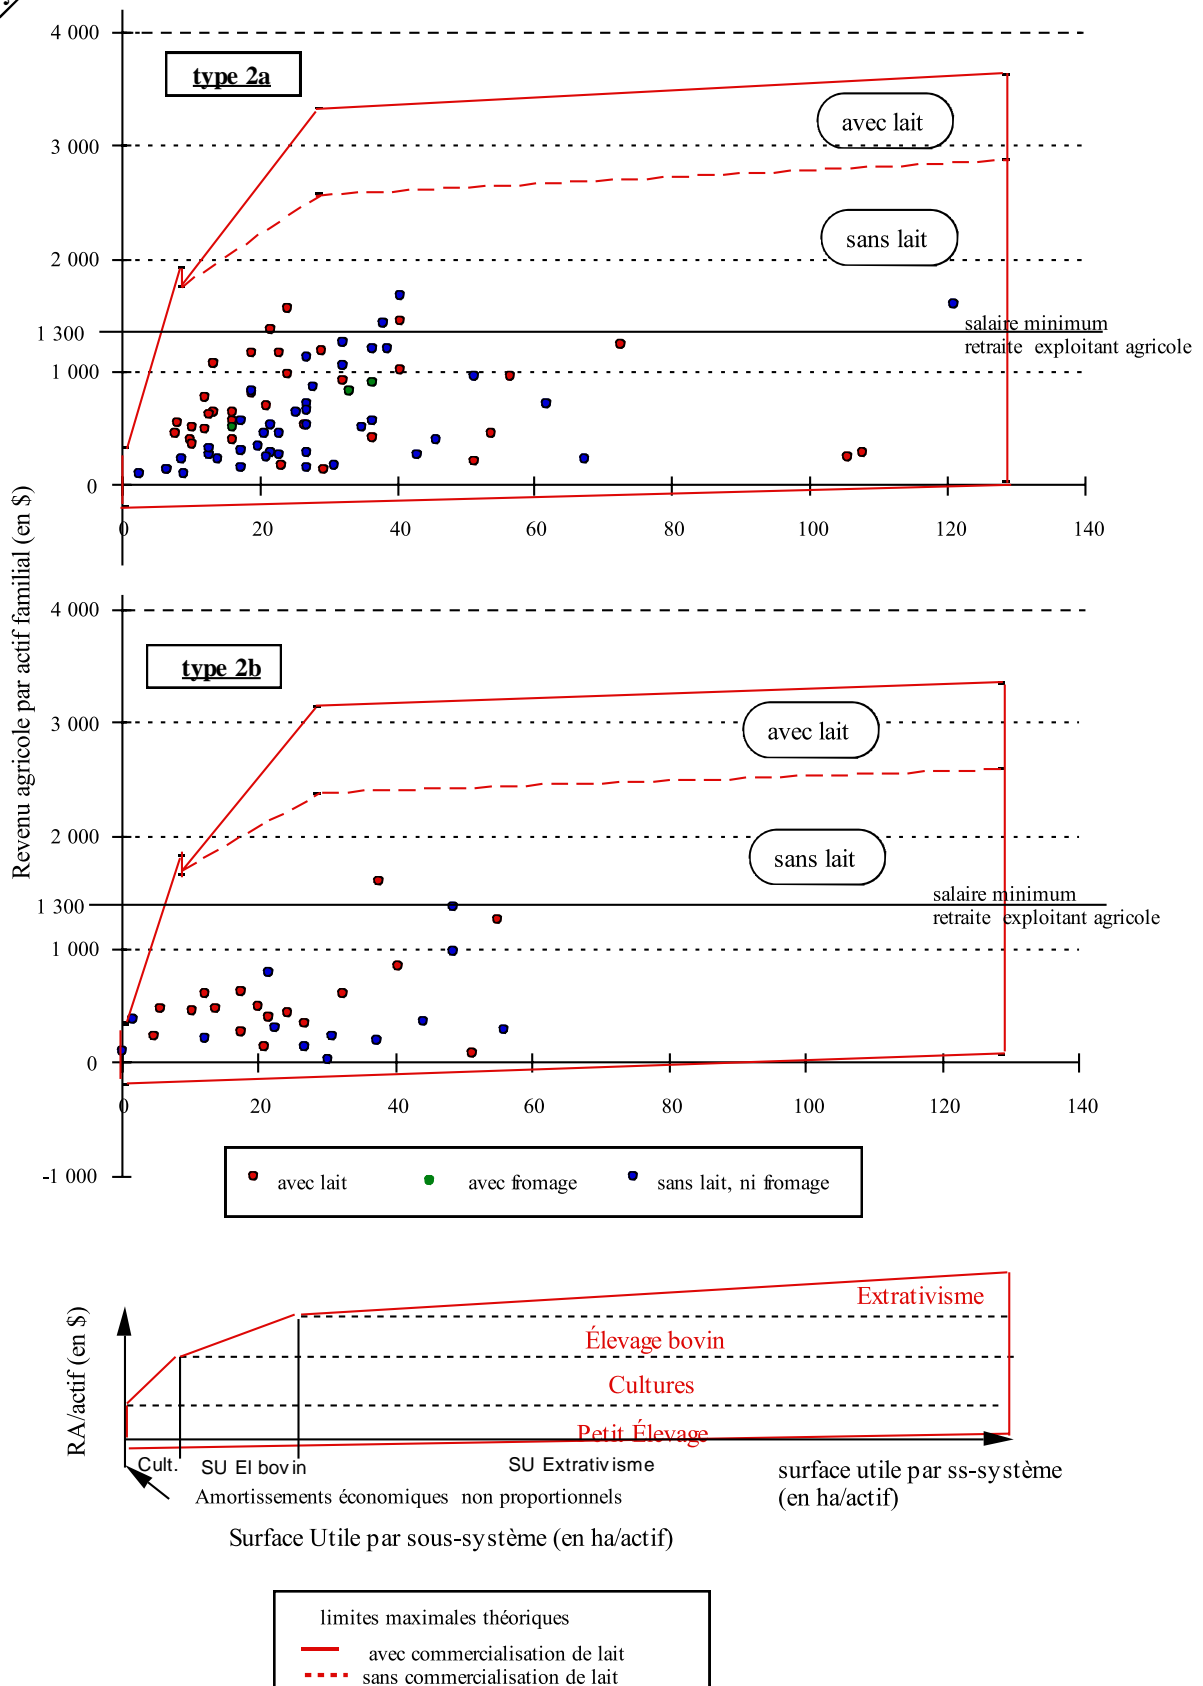 4 000
type 2a
avec lait
3 000
sans lait
2 000
salaire minimum
1 300
retraite exploitant agricole
1 000
0
0 20 40 60 80 100 120 140
Revenu agricole par actif familial (en $)
4 000
type 2b
3 000
avec lait
2 000
sans lait
salaire minimum
1 300
retraite exploitant agricole
1 000
0
0 20 40 60 80 100 120 140
-1 000
avec lait avec fromage sans lait, ni fromage
RA/actif (en $)
Extrativisme
Élevage bovin
Cultures
Petit Élevage
Cult. SU El bovin SU Extrativisme
surface utile par ss-système
(en ha/actif)
Amortissements économiques non proportionnels
Surface Utile par sous-système (en ha/actif)
limites maximales théoriques
avec commercialisation de lait
sans commercialisation de lait